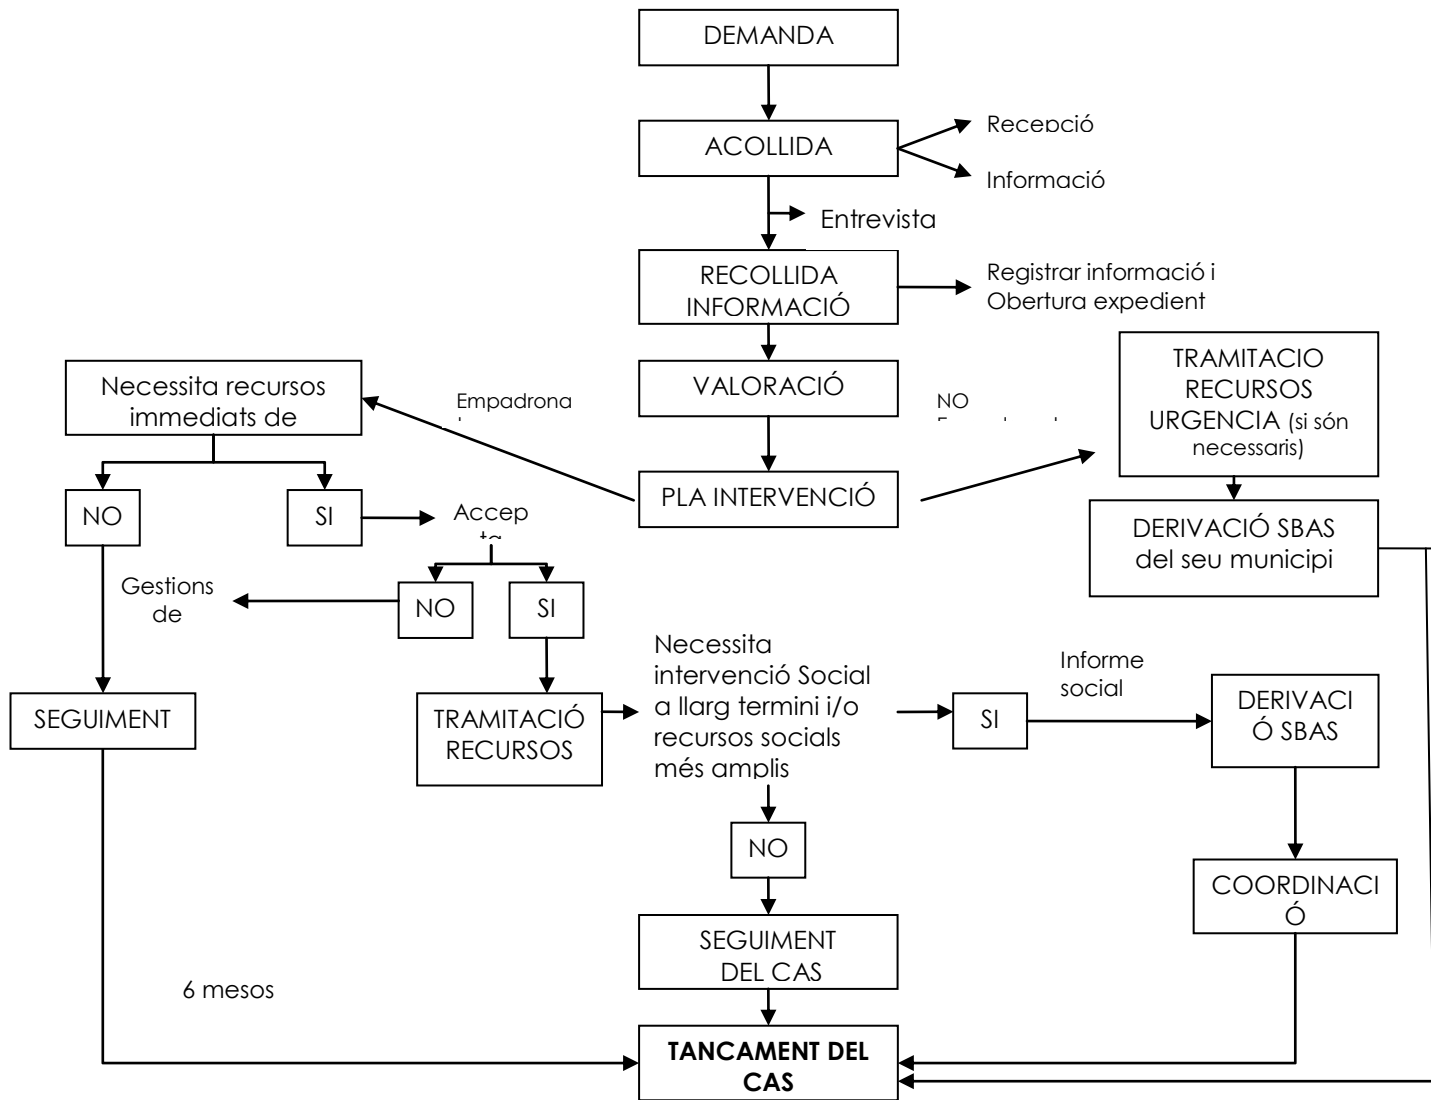 DEMANDA
ACOLLIDA
Recepció
Informació
Entrevista
RECOLLIDA
INFORMACIÓ
Registrar informació i
Obertura expedient
VALORACIÓ
TRAMITACIO
RECURSOS
URGENCIA (si són
necessaris)
Necessita recursos
immediats de
Empadrona
NO
PLA INTERVENCIÓ
NO
SI
Accep
ta
DERIVACIÓ SBAS
del seu municipi
Gestions
de
NO
SI
Necessita
intervenció Social
a llarg termini i/o
recursos socials
més amplis
Informe
social
SEGUIMENT
TRAMITACIÓ
RECURSOS
SI
DERIVACI
Ó SBAS
NO
COORDINACI
Ó
SEGUIMENT
DEL CAS
6 mesos
TANCAMENT DEL
CAS